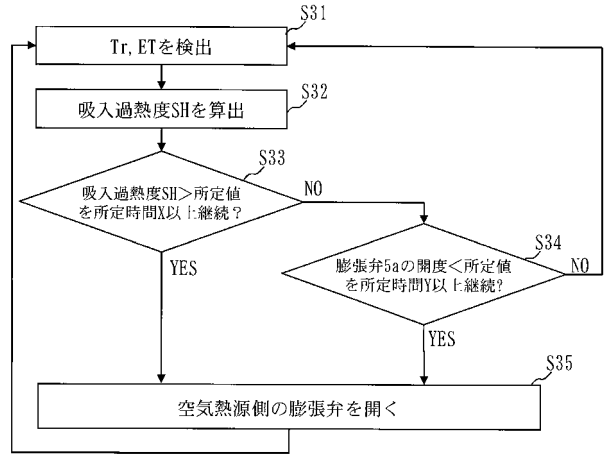 S31
Tr, ETを検出
S32
吸入過熱度SHを算出
S33
吸入過熱度SH＞所定値
を所定時間X以上継続？
NO
YES
S34
膨張弁5aの開度＜所定値
を所定時間Y以上継続？
NO
YES
S35
空気熱源側の膨張弁を開く